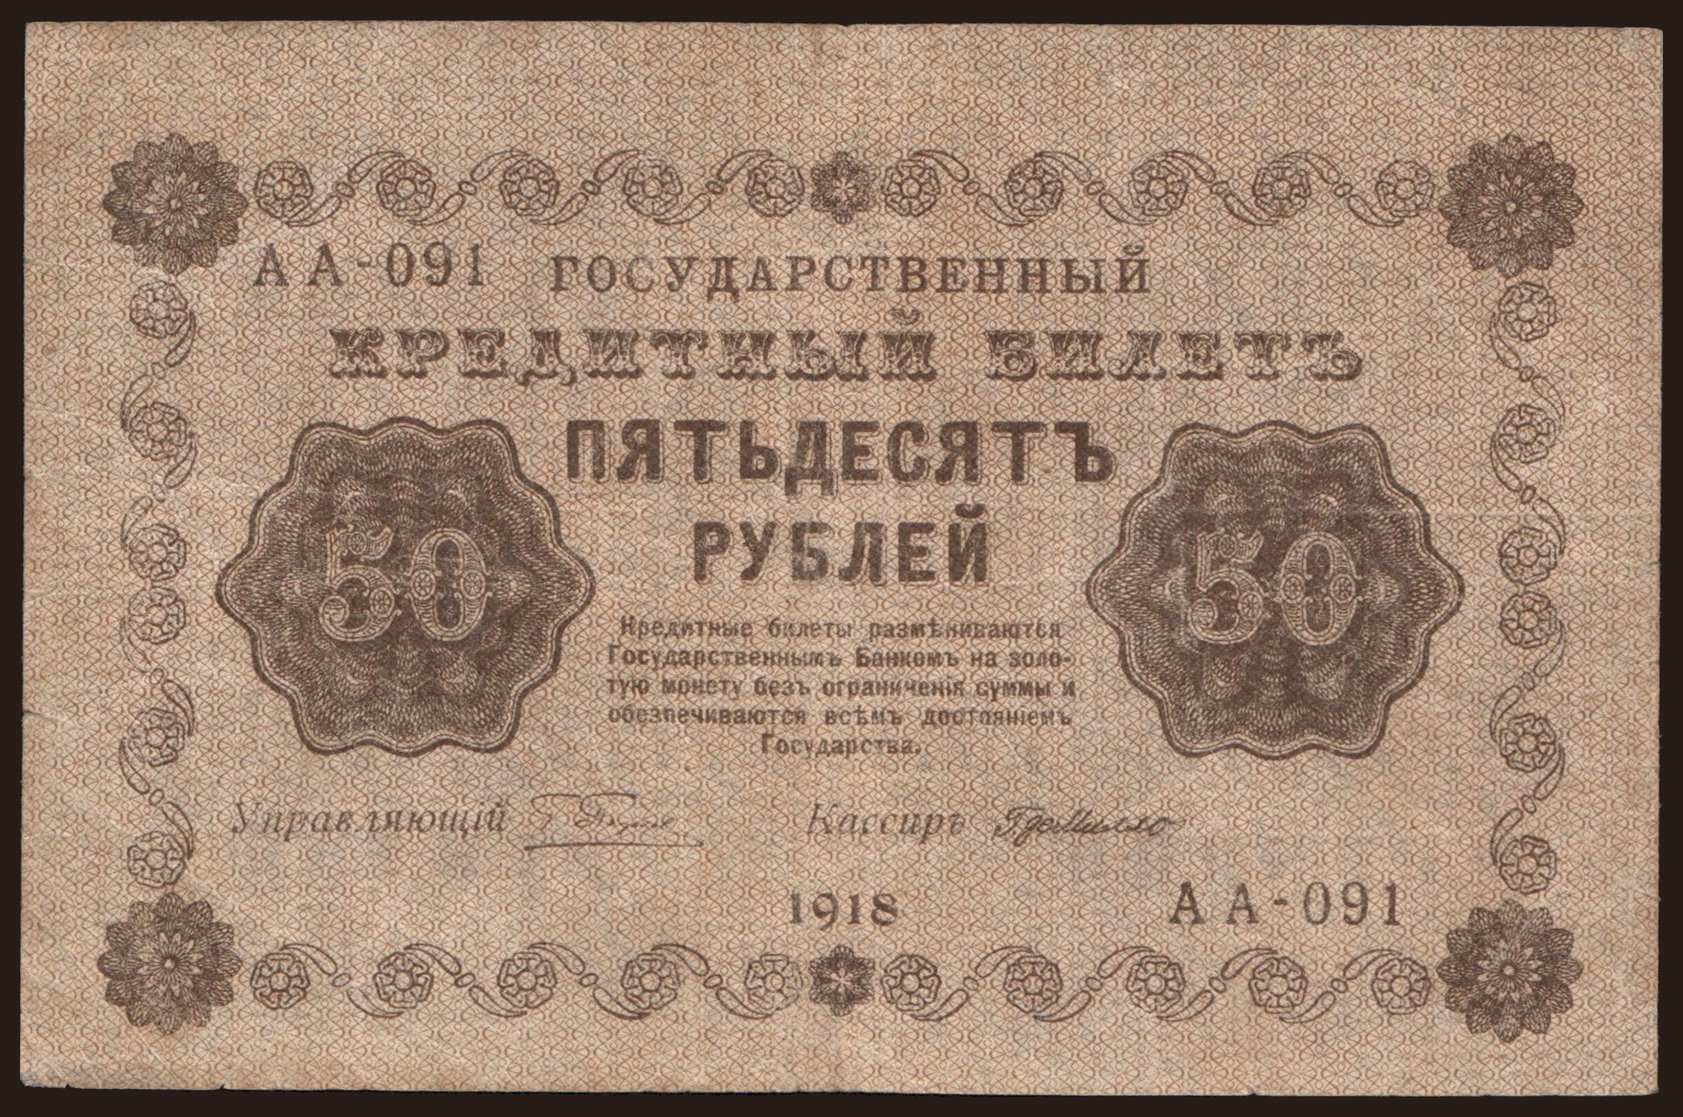 АА-091 ГОСУДАРСТВЕННЫЙ
КРЕДИТНЫЙ БИЛЕТЪ
ПЯТЬДЕСЯТЪ
РУБЛЕЙ
50 50
Кредитные билеты размѣниваются
Государственнымъ Банкомъ на золо-
тую монету безъ ограниченія суммы и
обезпечиваются всѣмъ достояніемъ
Государства.
Управляющій Кассиръ
1918 АА-091